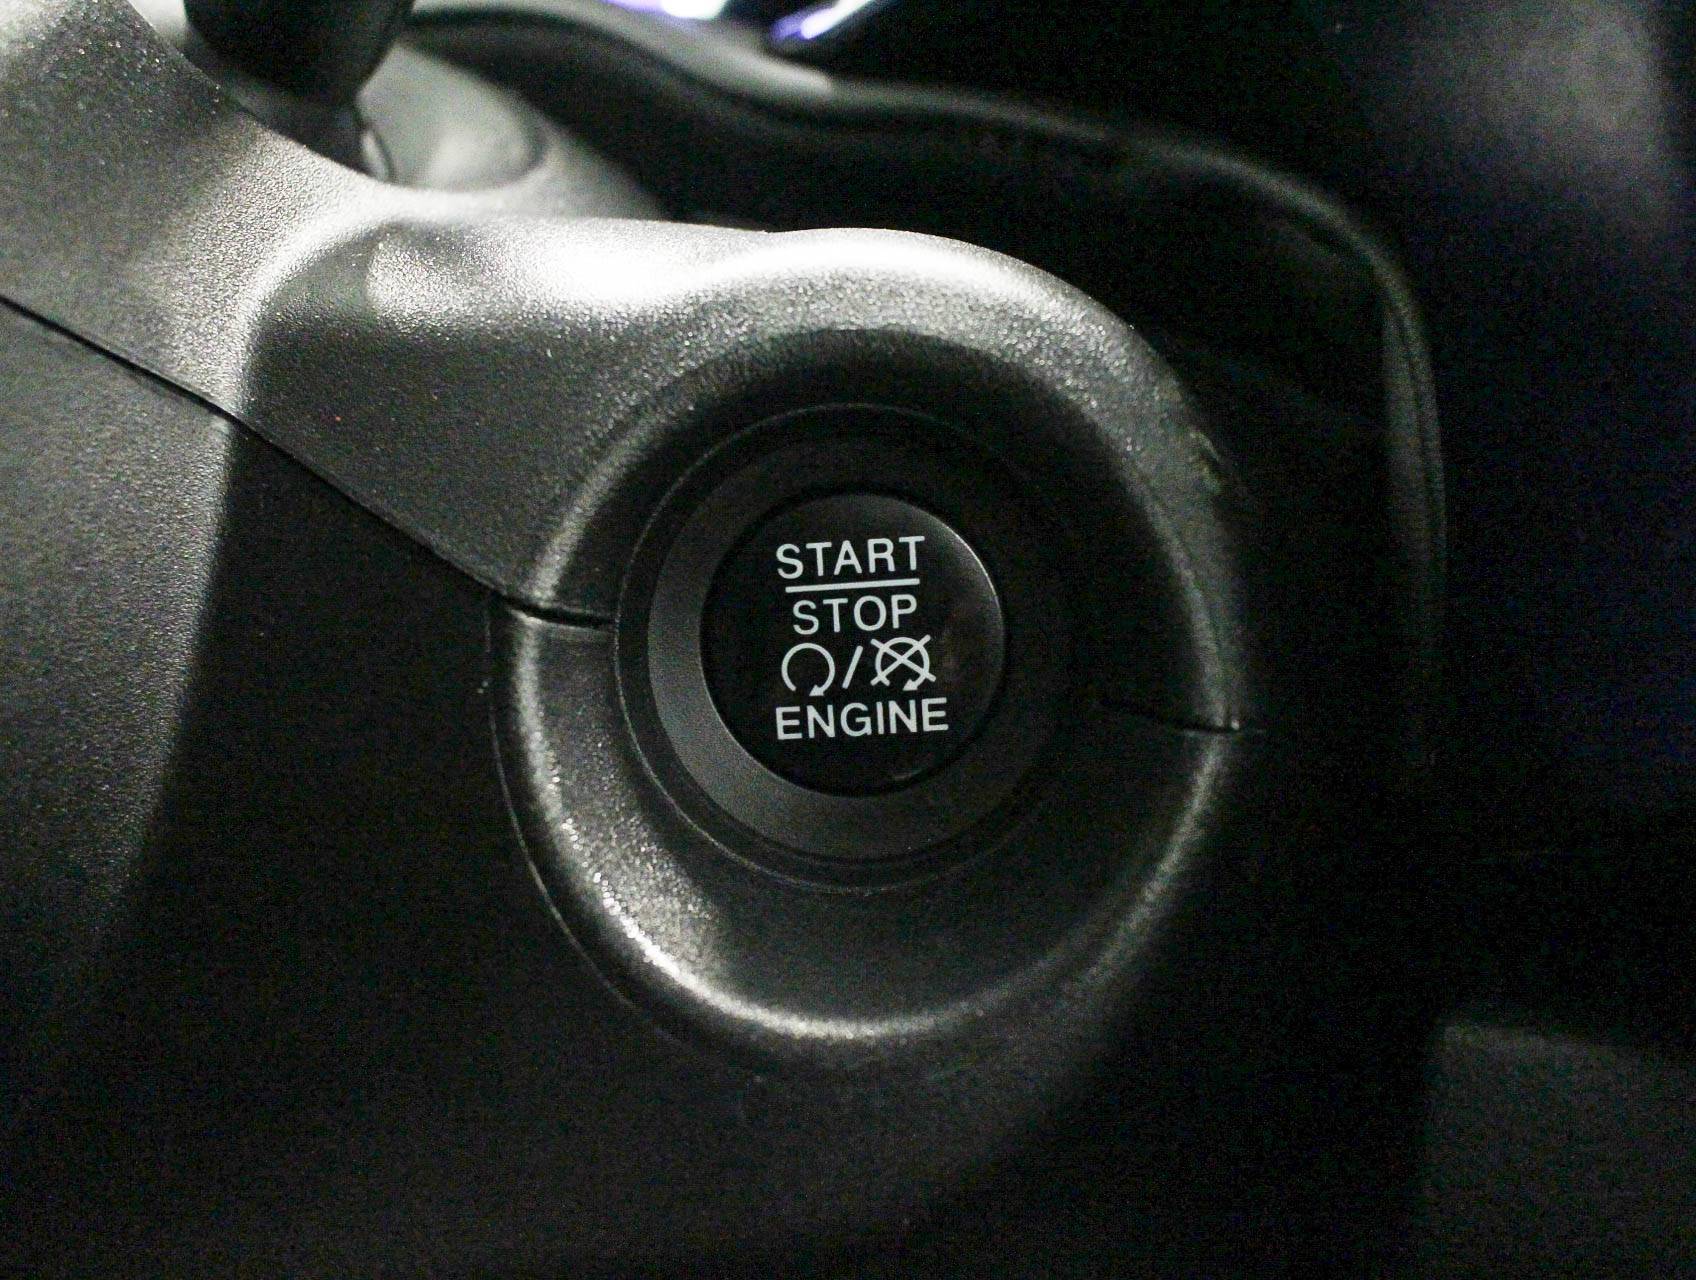 START
STOP
/
ENGINE